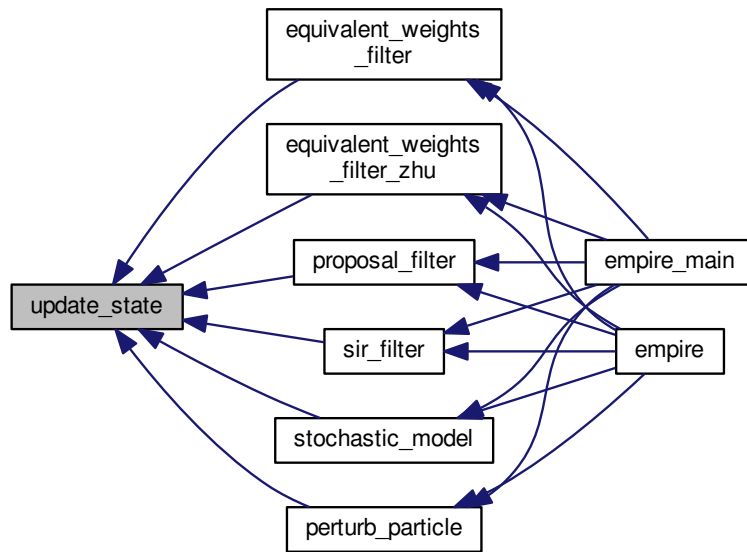 equivalent_weights
_filter
equivalent_weights
_filter_zhu
proposal_filter
empire_main
update_state
sir_filter
empire
stochastic_model
perturb_particle